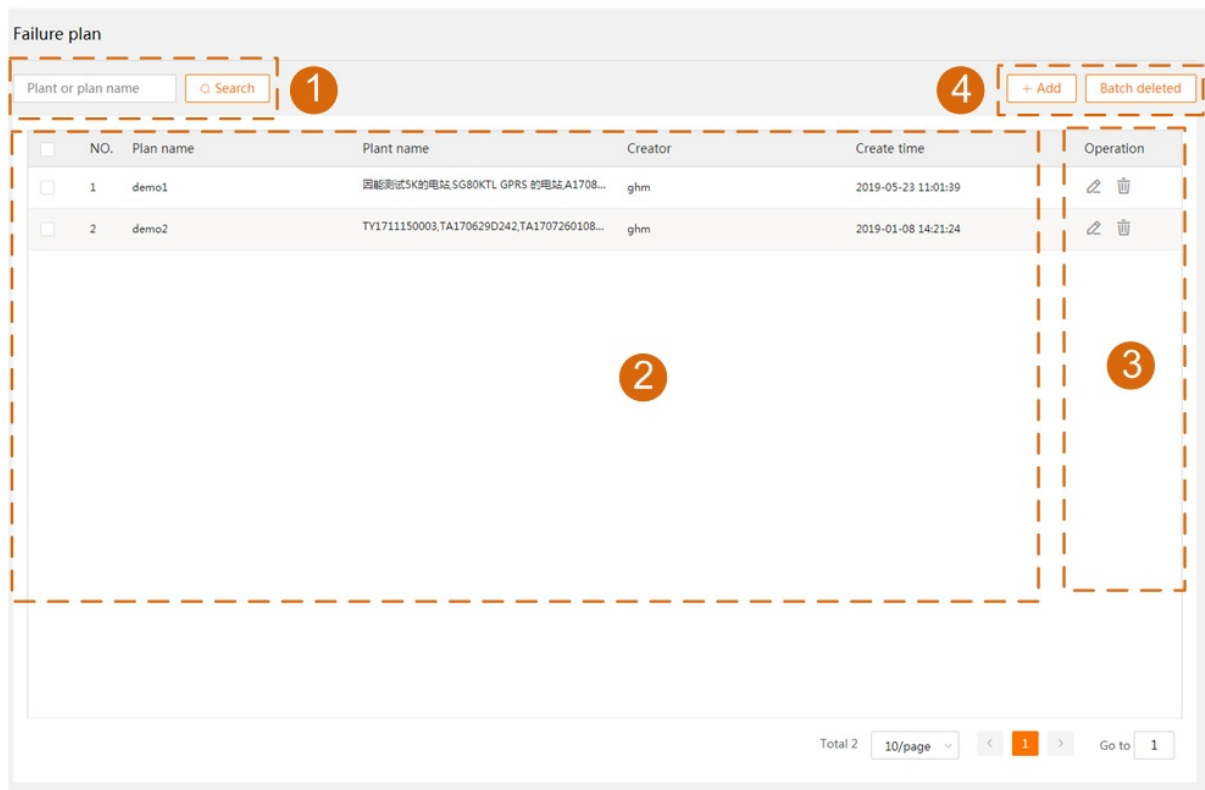 Failure plan
Plant or plan name Search 1 4 + Add Batch deleted
NO. Plan name Plant name Creator Create time Operation
1 demo1 因能测试5K的电站,SG80KTL GPRS 的电站,A1708... ghm 2019-05-23 11:01:39
2 demo2 TY1711150003,TA170629D242,TA1707260108... ghm 2019-01-08 14:21:24
2 3
Total 2 10/page < 1 > Go to 1